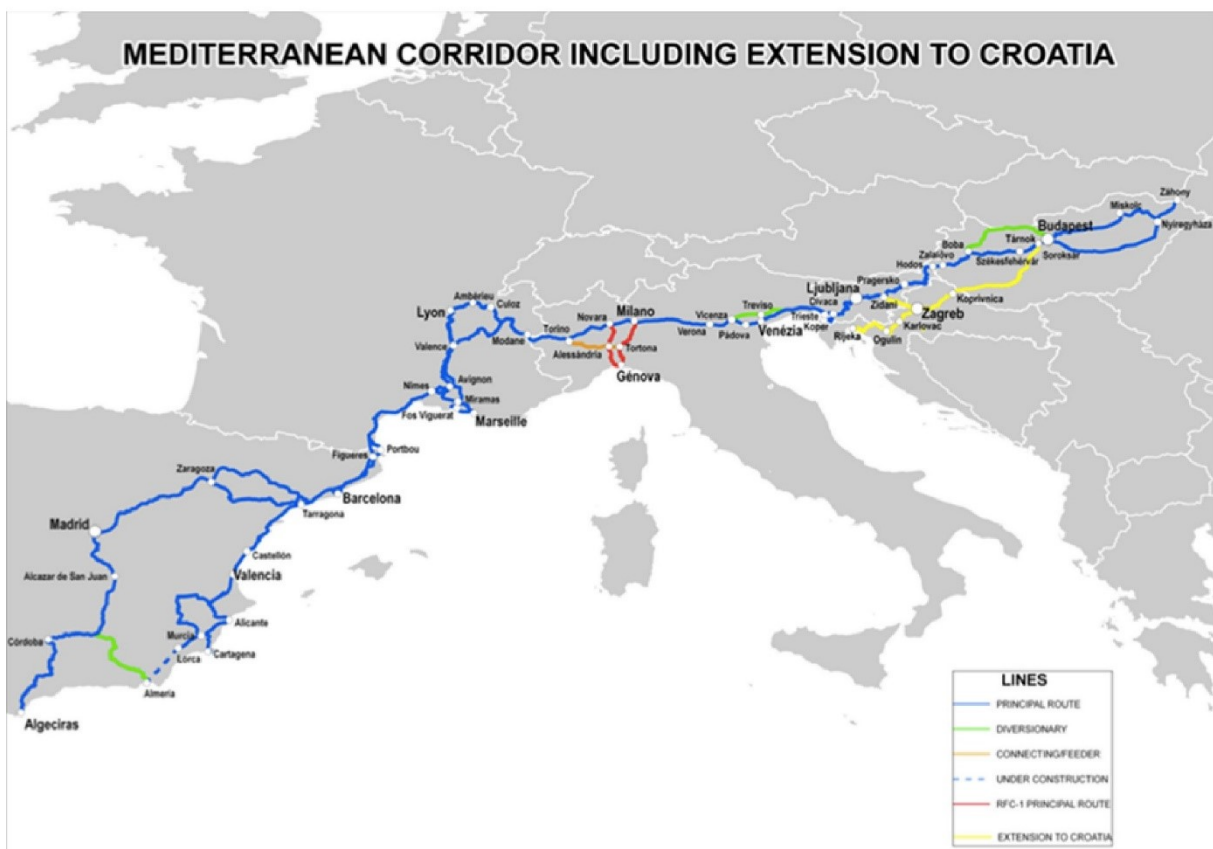 MEDITERRANEAN CORRIDOR INCLUDING EXTENSION TO CROATIA
Záhony
Miskolc
Nyíregyháza
Budapest
Tárnok
Soroksár
Boba
Székesfehérvár
Zalalövo
Hodos
Pragersko
Ljubljana
Zidani
Koprivnica
Zagreb
Divaca
Trieste
Koper
Karlovac
Rijeka
Ogulin
Treviso
Vicenza
Venézia
Verona
Pádova
Milano
Novara
Torino
Modane
Alessándria
Tortona
Génova
Ambérieu
Culoz
Lyon
Valence
Avignon
Nimes
Miramas
Fos Viguerat
Marseille
Portbou
Figueres
Zaragoza
Barcelona
Tarragona
Madrid
Castellón
Alcazar de San Juan
Valencia
Alicante
Murcia
Córdoba
Lorca
Cartagena
Almería
Algeciras
LINES
PRINCIPAL ROUTE
DIVERSIONARY
CONNECTING/FEEDER
UNDER CONSTRUCTION
RFC-1 PRINCIPAL ROUTE
EXTENSION TO CROATIA